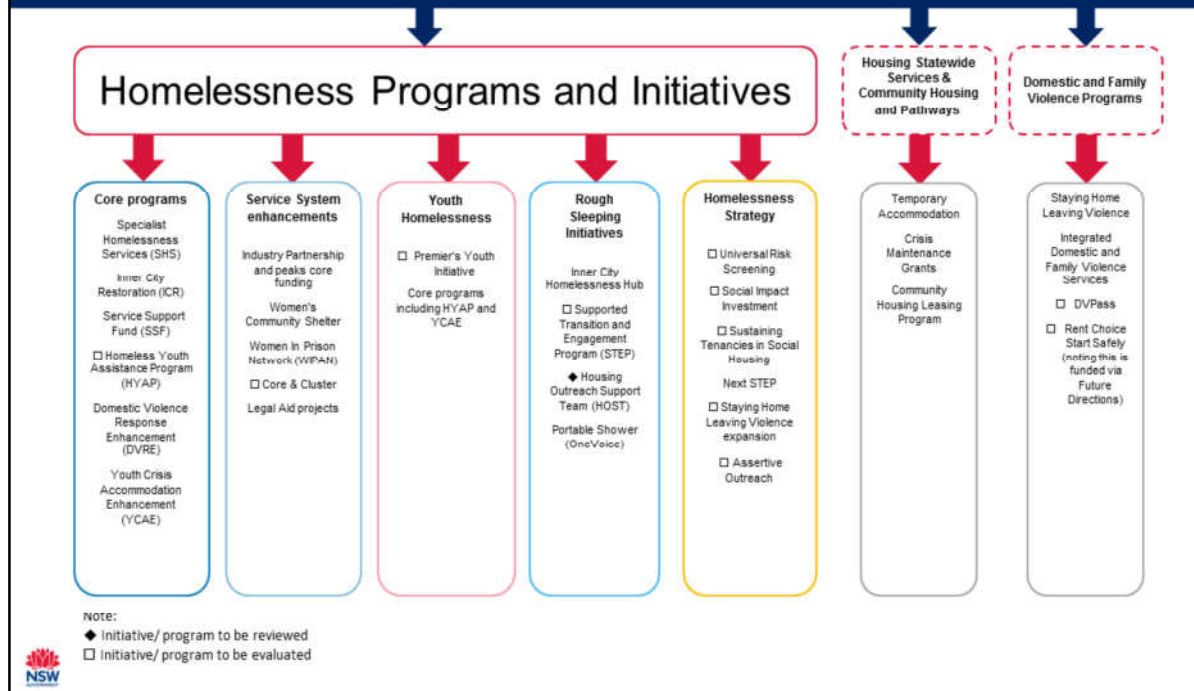 Homelessness Programs and Initiatives
Housing Statewide
Services &
Community Housing
and Pathways
Domestic and Family
Violence Programs
Core programs
Specialist
Homelessness
Services (SHS)
Inner City
Restoration (ICR)
Service Support
Fund (SSF)
☐ Homeless Youth
Assistance Program
(HYAP)
Domestic Violence
Response
Enhancement
(DVRE)
Youth Crisis
Accommodation
Enhancement
(YCAE)
Service System
enhancements
Industry Partnership
and peaks core
funding
Women's
Community Shelter
Women In Prison
Network (WIPAN)
☐ Core & Cluster
Legal Aid projects
Youth
Homelessness
☐ Premier's Youth
Initiative
Core programs
including HYAP and
YCAE
Rough
Sleeping
Initiatives
Inner City
Homelessness Hub
☐ Supported
Transition and
Engagement
Program (STEP)
◆ Housing
Outreach Support
Team (HOST)
Portable Shower
(OneVoice)
Homelessness
Strategy
☐ Universal Risk
Screening
☐ Social Impact
Investment
☐ Sustaining
Tenancies in Social
Housing
Next STEP
☐ Staying Home
Leaving Violence
expansion
☐ Assertive
Outreach
Temporary
Accommodation
Crisis
Maintenance
Grants
Community
Housing Leasing
Program
Staying Home
Leaving Violence
Integrated
Domestic and
Family Violence
Services
☐ DVPass
☐ Rent Choice
Start Safely
(noting this is
funded via
Future
Directions)
Note:
◆ Initiative/ program to be reviewed
☐ Initiative/ program to be evaluated
NSW
GOVERNMENT